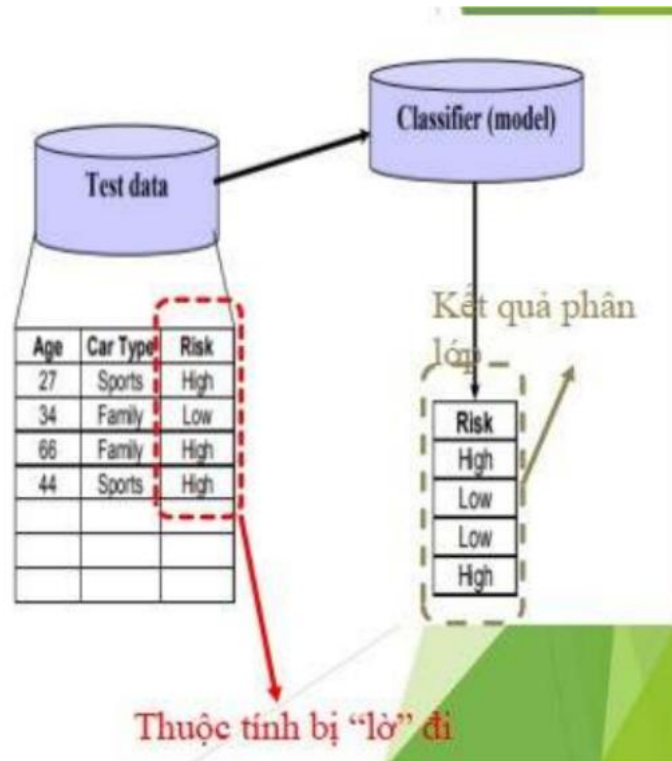 Classifier (model)
Test data
Kết quả phân
lớp
Age Car Type Risk
27 Sports High
34 Family Low
66 Family High
44 Sports High
Risk
High
Low
Low
High
Thuộc tính bị “lờ” đi